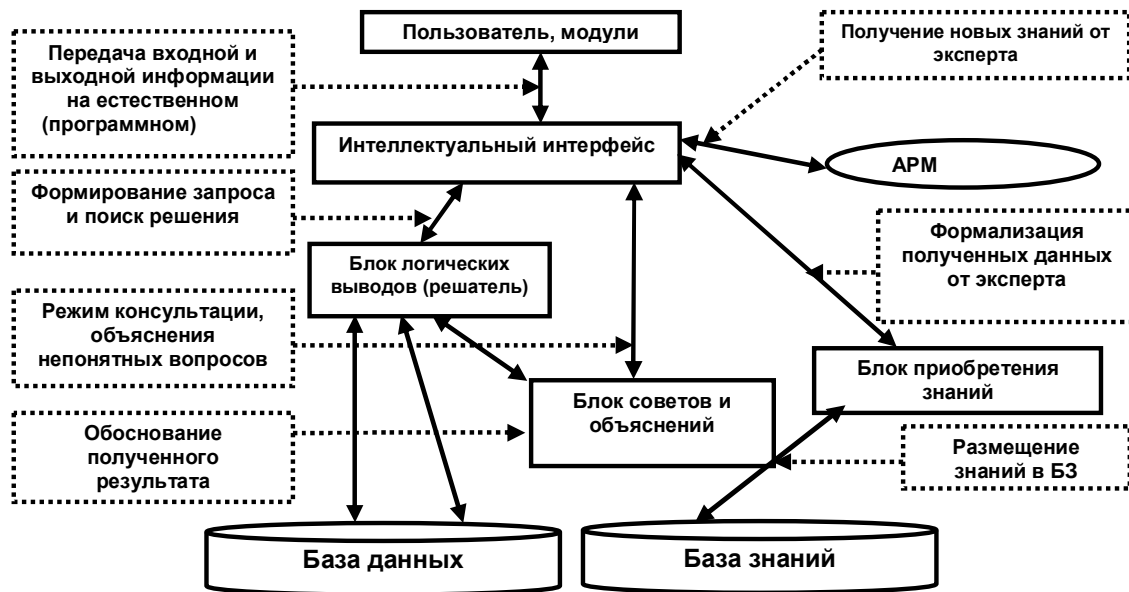 Пользователь, модули
Получение новых знаний от
эксперта
Передача входной и
выходной информации
на естественном
(программном)
Интеллектуальный интерфейс
АРМ
Формирование запроса
и поиск решения
Формализация
полученных данных
от эксперта
Блок логических
выводов (решатель)
Режим консультации,
объяснения
непонятных вопросов
Блок приобретения
знаний
Блок советов и
объяснений
Обоснование
полученного
результата
Размещение
знаний в БЗ
База данных
База знаний